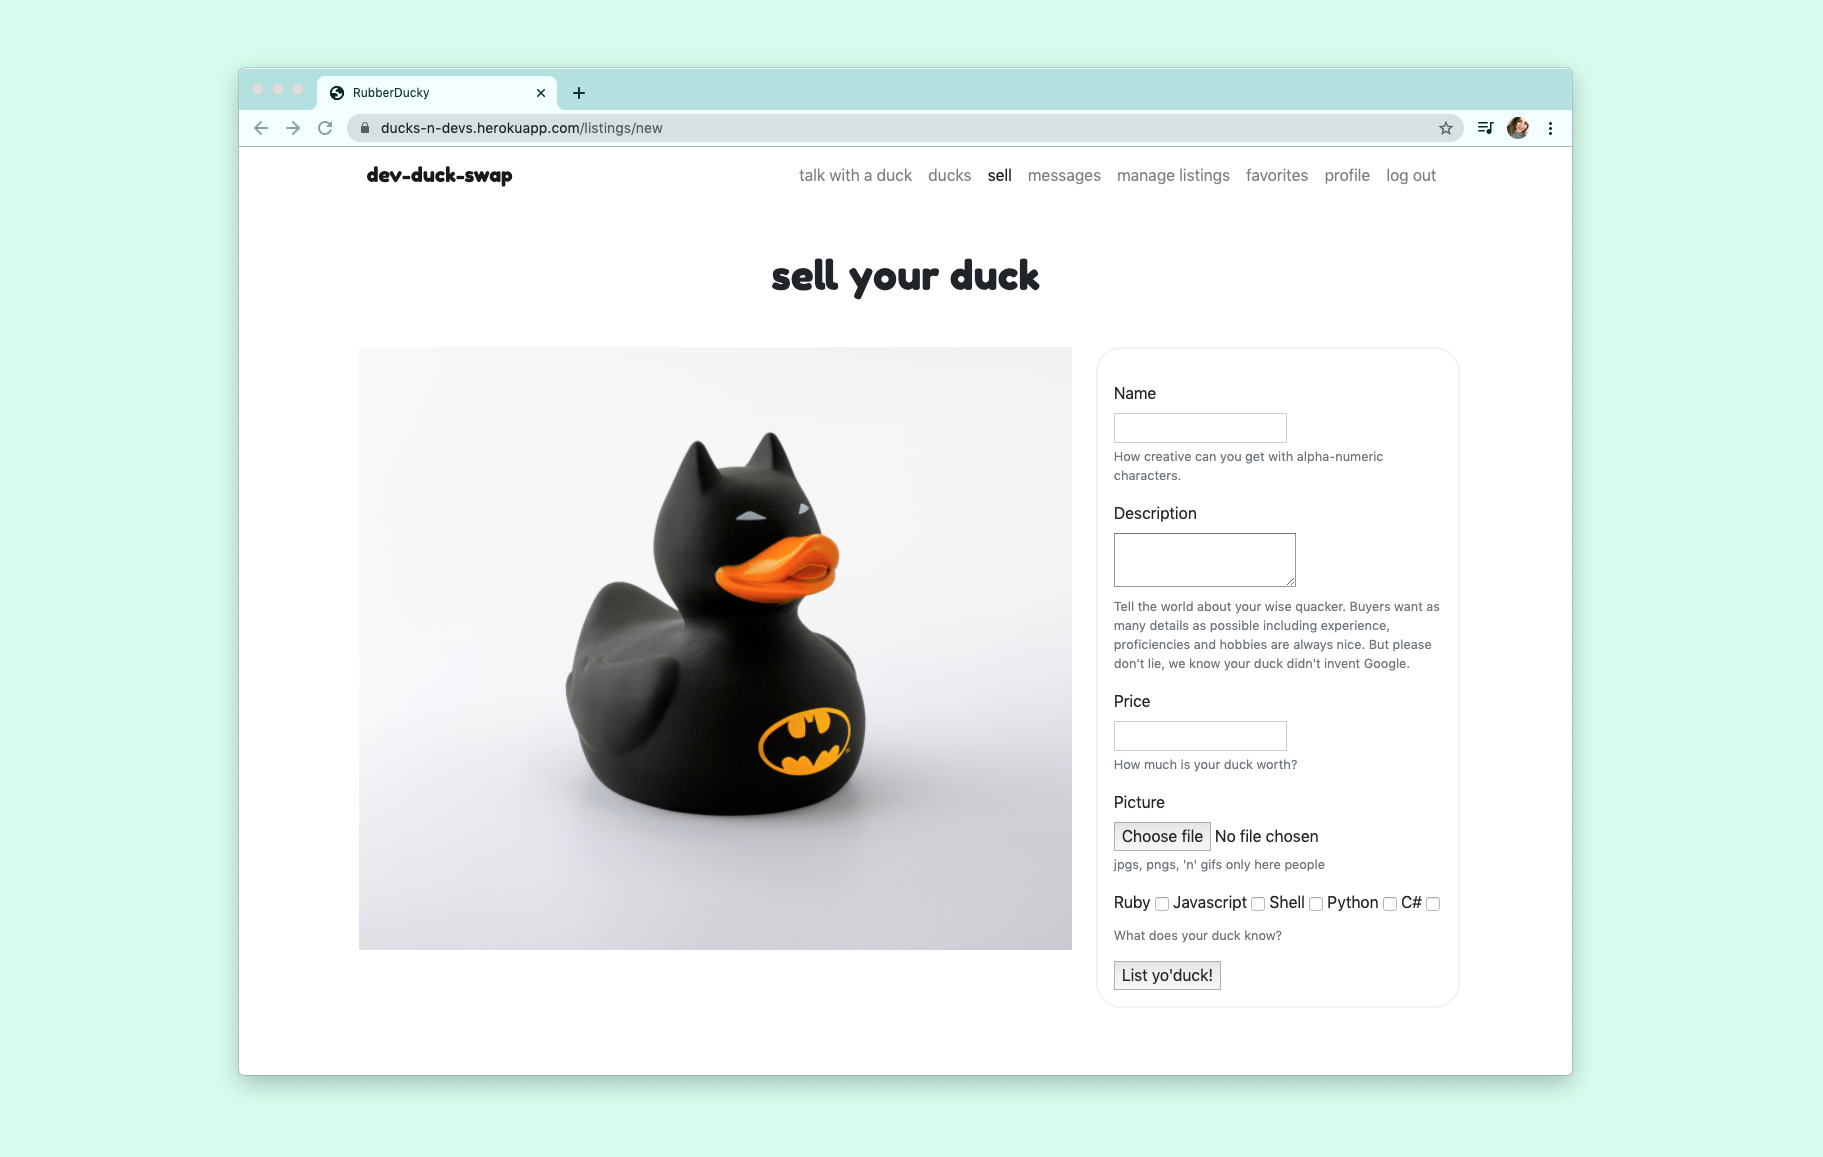 RubberDucky
ducks-n-devs.herokuapp.com/listings/new
dev-duck-swap
talk with a duck ducks sell messages manage listings favorites profile log out
sell your duck
Name
How creative can you get with alpha-numeric
characters.
Description
Tell the world about your wise quacker. Buyers want as
many details as possible including experience,
proficiencies and hobbies are always nice. But please
don't lie, we know your duck didn't invent Google.
Price
How much is your duck worth?
Picture
Choose file No file chosen
jpgs, pngs, 'n' gifs only here people
Ruby Javascript Shell Python C#
What does your duck know?
List yo'duck!